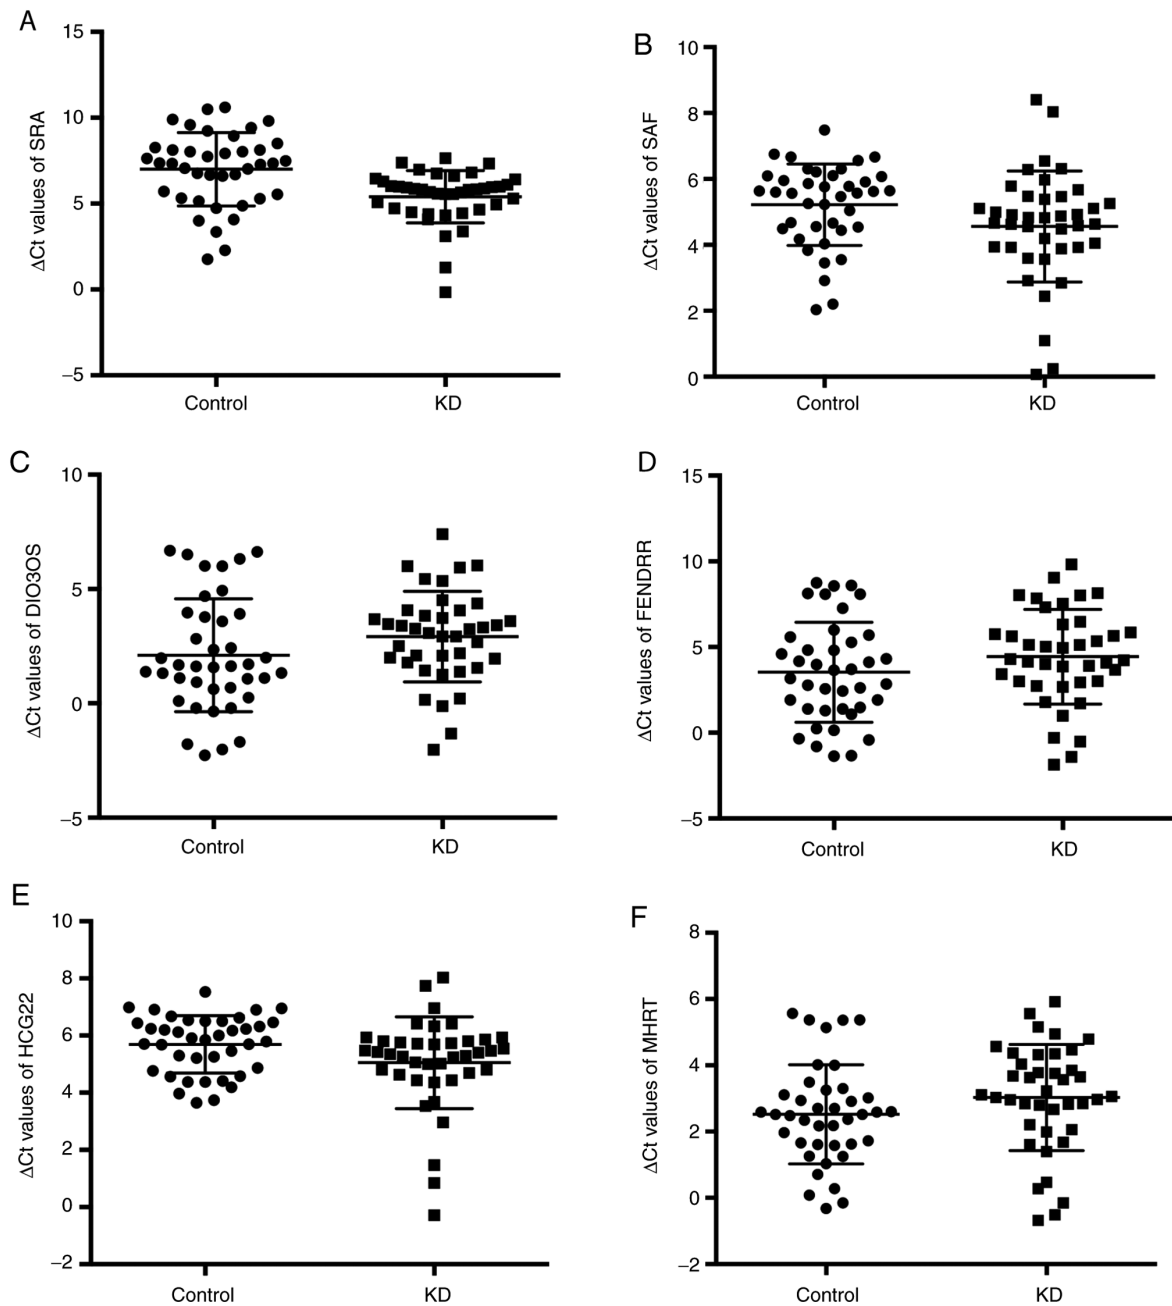 A
15
10
5
0
−5
ΔCt values of SRA
Control
KD
B
10
8
6
4
2
0
ΔCt values of SAF
Control
KD
C
10
5
0
−5
ΔCt values of DIO3OS
Control
KD
D
15
10
5
0
−5
ΔCt values of FENDRR
Control
KD
E
10
8
6
4
2
0
−2
ΔCt values of HCG22
Control
KD
F
8
6
4
2
0
−2
ΔCt values of MHRT
Control
KD